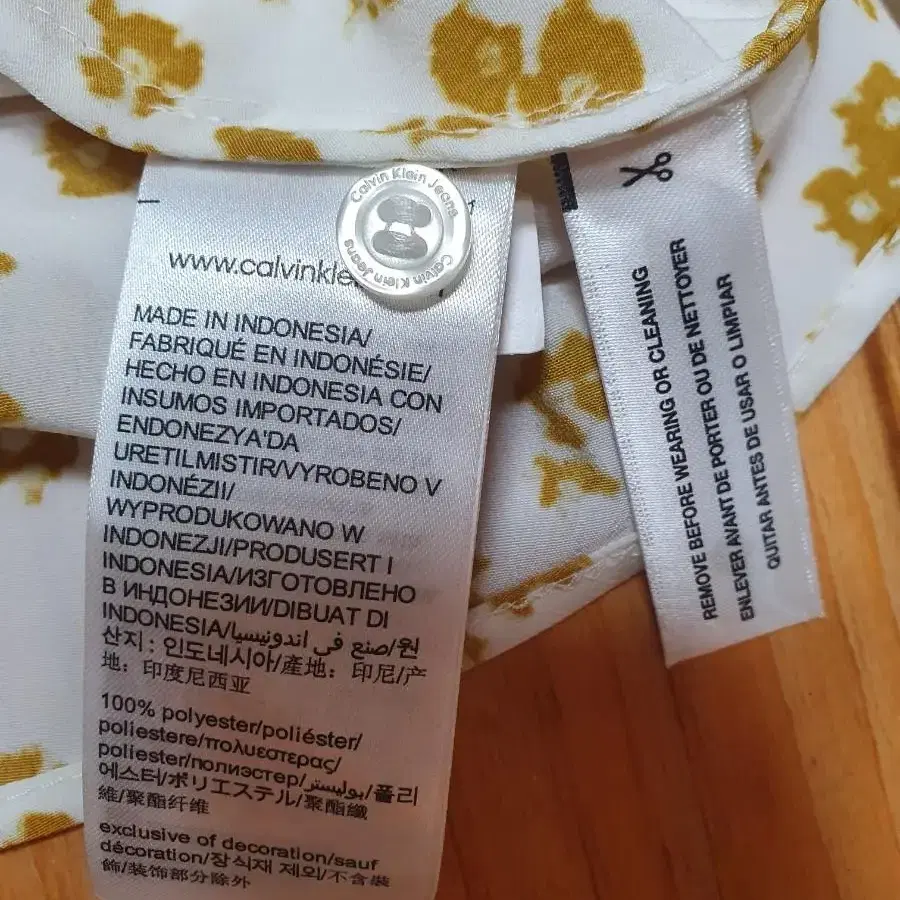 Calvin Klein Jeans
Calvin Klein Jeans
1
www.calvinkle
MADE IN INDONESIA/
FABRIQUÉ EN INDONÉSIE/
HECHO EN INDONESIA CON
INSUMOS IMPORTADOS/
ENDONEZYA'DA
URETILMISTIR/VYROBENO V
INDONÉZII/
WYPRODUKOWANO W
INDONEZJI/PRODUSERT I
INDONESIA/ИЗГОТОВЛЕНО
В ИНДОНЕЗИИ/DIBUAT DI
INDONESIA/صنع في اندونيسيا/원
산지 : 인도네시아/產地：印尼/产
地：印度尼西亚
100% polyester/poliéster/
poliestere/πολυεστερας/
poliester/полиэстер/بوليستر/폴리
에스터/ポリエステル/聚酯纖
維/聚酯纤维
exclusive of decoration/sauf
décoration/장식재 제외/不含裝
飾/装饰部分除外
REMOVE BEFORE WEARING OR CLEANING
ENLEVER AVANT DE PORTER OU DE NETTOYER
QUITAR ANTES DE USAR O LIMPIAR